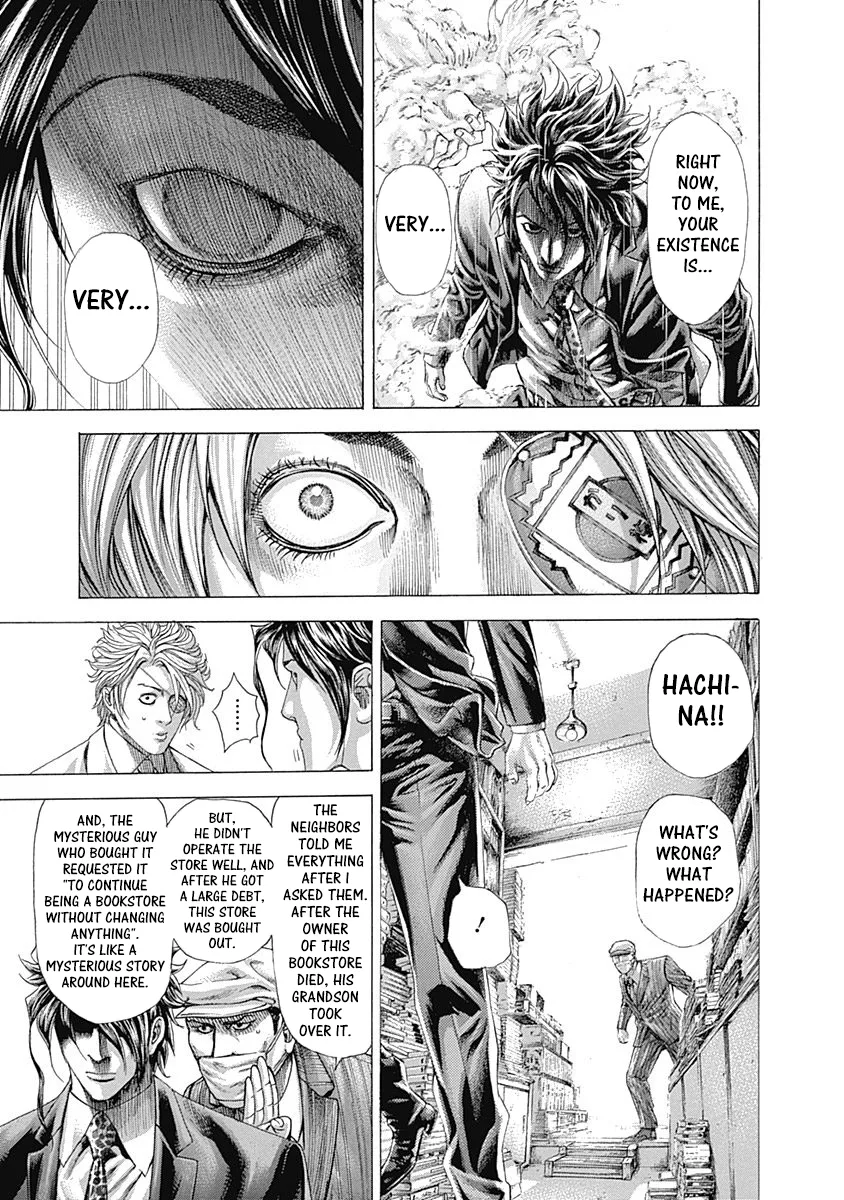 RIGHT
NOW,
TO ME,
YOUR
EXISTENCE
IS...
VERY...
VERY...
HACHI-
NA!!
WHAT'S
WRONG?
WHAT
HAPPENED?
!
......
THE
NEIGHBORS
TOLD ME
EVERYTHING
AFTER I
ASKED THEM.
AFTER THE
OWNER
OF THIS
BOOKSTORE
DIED, HIS
GRANDSON
TOOK
OVER IT.
BUT,
HE DIDN'T
OPERATE THE
STORE WELL, AND
AFTER HE GOT
A LARGE DEBT,
THIS STORE
WAS BOUGHT
OUT.
AND, THE
MYSTERIOUS GUY
WHO BOUGHT IT
REQUESTED IT
"TO CONTINUE
BEING A BOOKSTORE
WITHOUT CHANGING
ANYTHING".
IT'S LIKE A
MYSTERIOUS STORY
AROUND HERE.